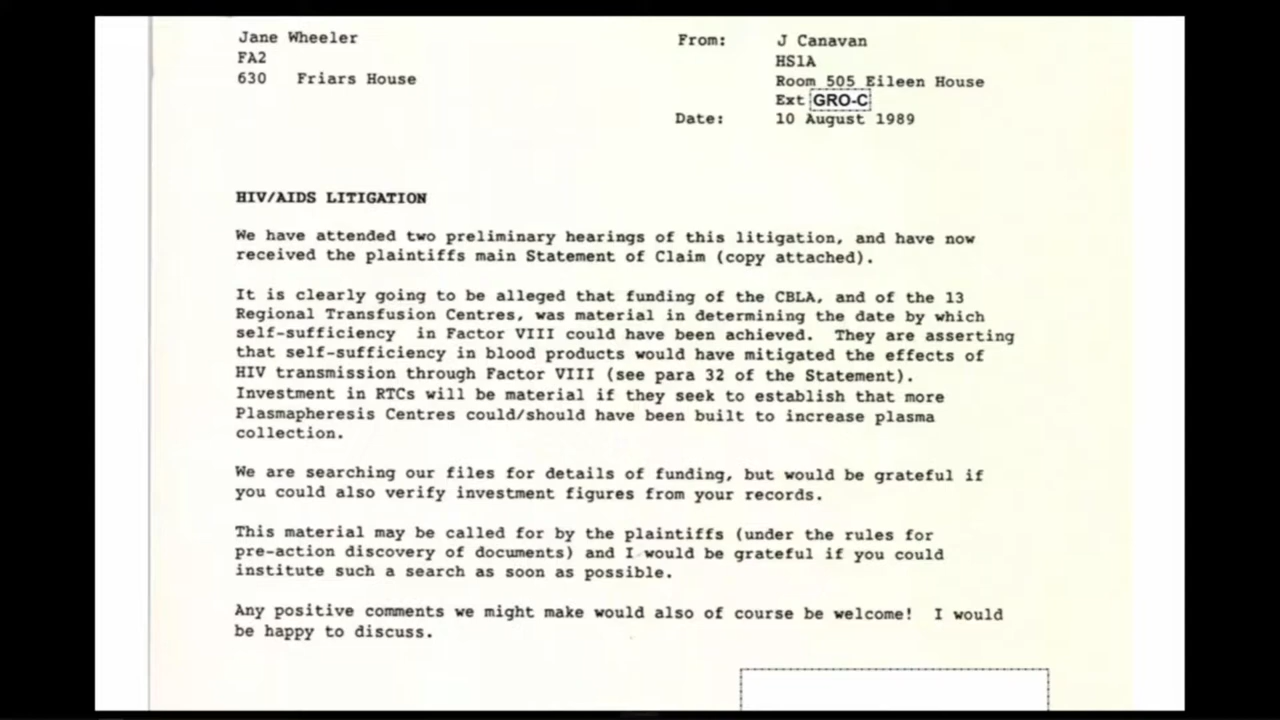 Jane Wheeler
FA2
630 Friars House
From: J Canavan
HS1A
Room 505 Eileen House
Ext GRO-C
Date: 10 August 1989
HIV/AIDS LITIGATION
We have attended two preliminary hearings of this litigation, and have now
received the plaintiffs main Statement of Claim (copy attached).
It is clearly going to be alleged that funding of the CBLA, and of the 13
Regional Transfusion Centres, was material in determining the date by which
self-sufficiency in Factor VIII could have been achieved. They are asserting
that self-sufficiency in blood products would have mitigated the effects of
HIV transmission through Factor VIII (see para 32 of the Statement).
Investment in RTCs will be material if they seek to establish that more
Plasmapheresis Centres could/should have been built to increase plasma
collection.
We are searching our files for details of funding, but would be grateful if
you could also verify investment figures from your records.
This material may be called for by the plaintiffs (under the rules for
pre-action discovery of documents) and I would be grateful if you could
institute such a search as soon as possible.
Any positive comments we might make would also of course be welcome! I would
be happy to discuss.